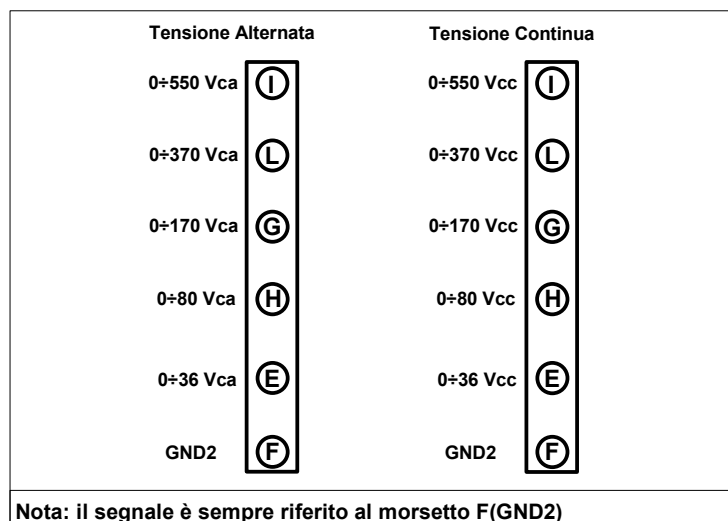 Tensione Alternata Tensione Continua
0÷550 Vca I 0÷550 Vcc I
0÷370 Vca L 0÷370 Vcc L
0÷170 Vca G 0÷170 Vcc G
0÷80 Vca H 0÷80 Vcc H
0÷36 Vca E 0÷36 Vcc E
GND2 F GND2 F
Nota: il segnale è sempre riferito al morsetto F(GND2)